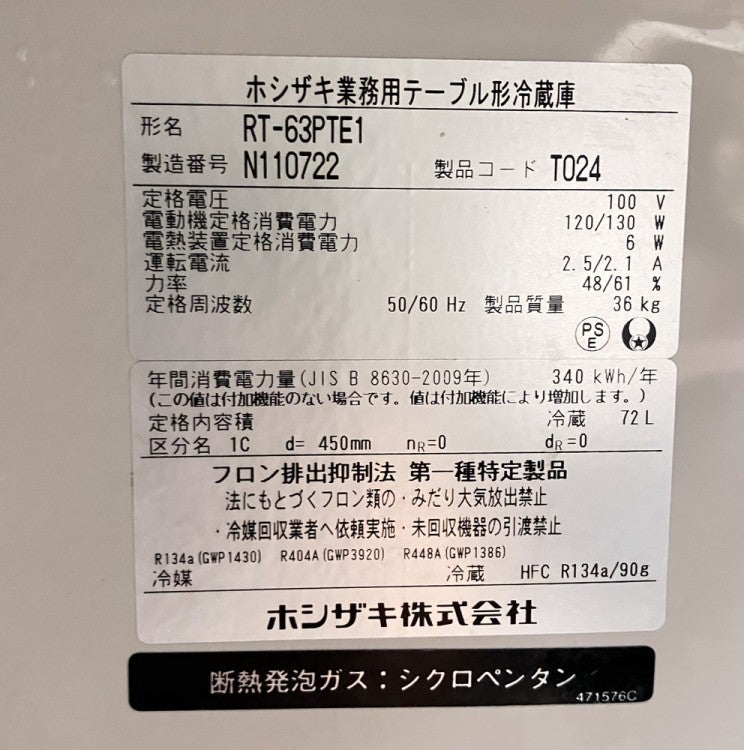 ホシザキ業務用テーブル形冷蔵庫
形名 RT-63PTE1
製造番号 N110722 製品コード T024
定格電圧 100 V
電動機定格消費電力 120/130 W
電熱装置定格消費電力 6 W
運転電流 2.5/2.1 A
力率 48/61 %
定格周波数 50/60 Hz 製品質量 36 kg
PS
E
年間消費電力量(JIS B 8630-2009年) 340 kWh/年
(この値は付加機能のない場合です。値は付加機能により増加します。)
定格内容積 冷蔵 72 L
区分名 1C d= 450mm nR=0 dR=0
フロン排出抑制法 第一種特定製品
法にもとづくフロン類の・みだり大気放出禁止
・冷媒回収業者へ依頼実施・未回収機器の引渡禁止
R134a(GWP1430) R404A(GWP3920) R448A(GWP1386)
冷媒 冷蔵 HFC R134a/90g
ホシザキ株式会社
断熱発泡ガス：シクロペンタン
471576C